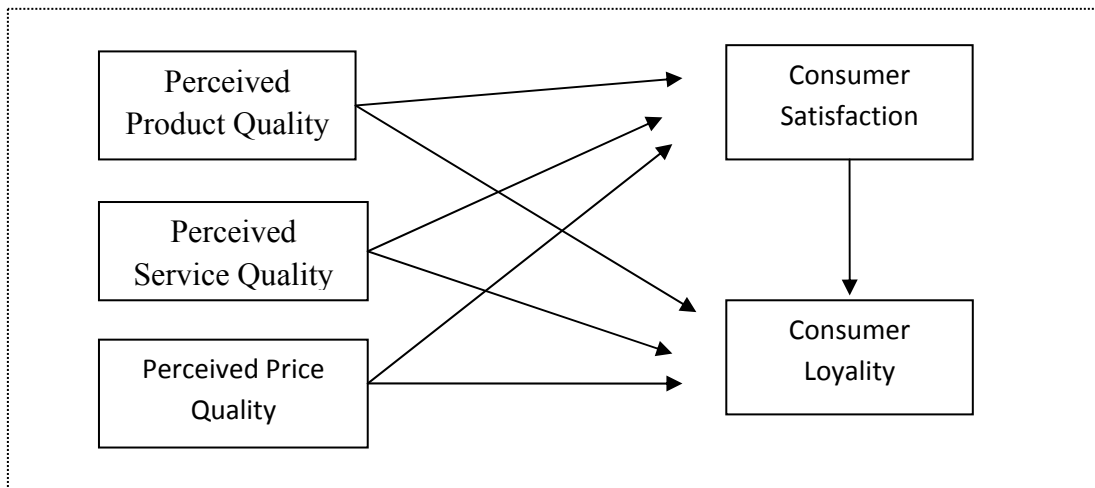 Perceived
Product Quality
Perceived
Service Quality
Perceived Price
Quality
Consumer
Satisfaction
Consumer
Loyality